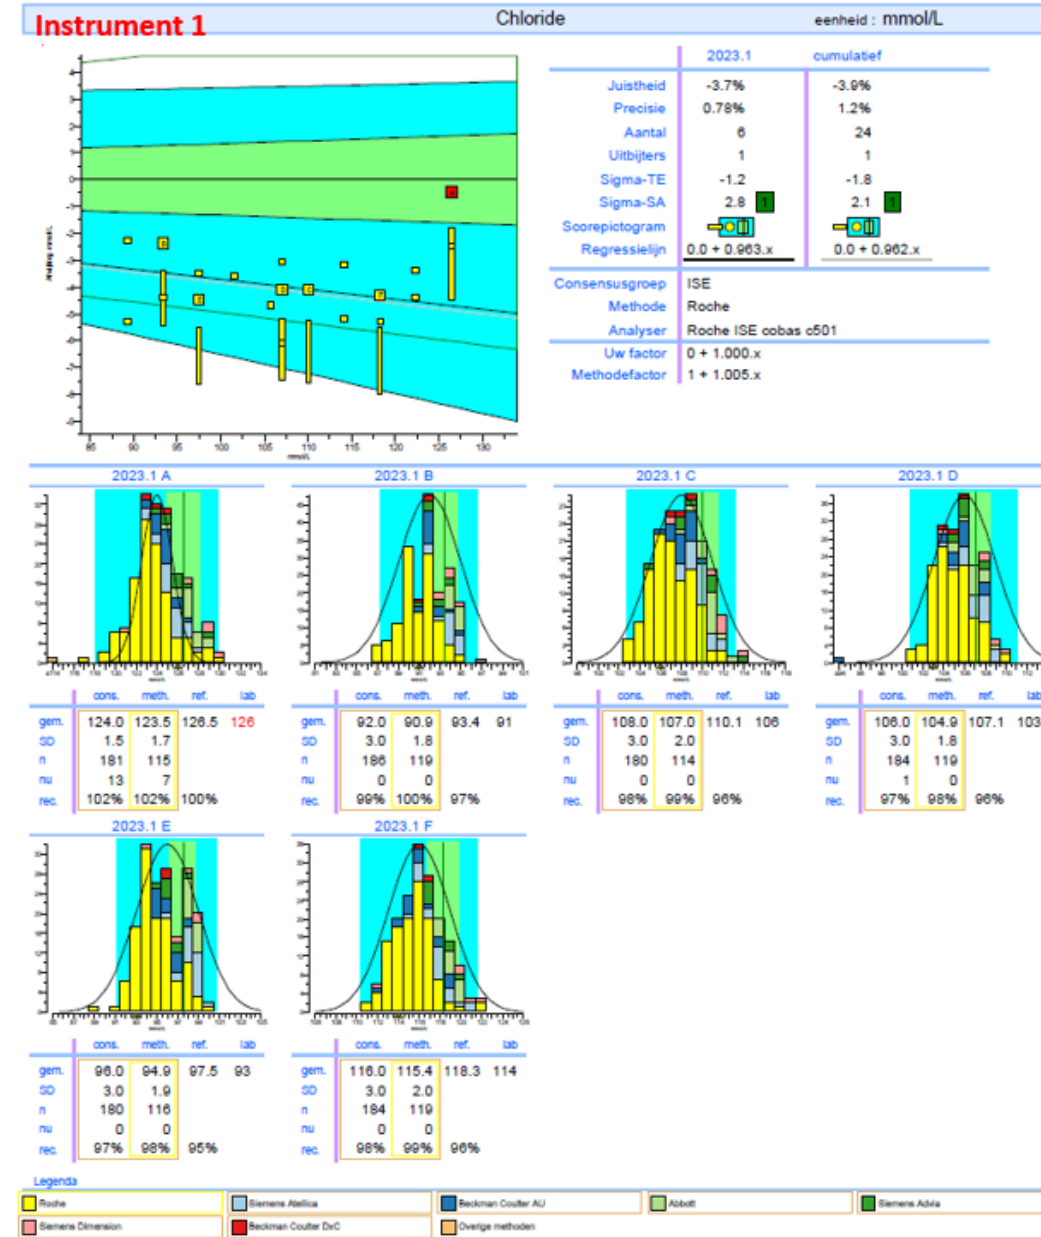 Instrument 1
Chloride
eenheid : mmol/L
2023.1 cumulatief
Juistheid -3.7% -3.9%
Precisie 0.78% 1.2%
Aantal 6 24
Uitbijters 1 1
Sigma-TE -1.2 -1.8
Sigma-SA 2.8 1 2.1 1
Scorepictogram
Regressielijn 0.0 + 0.963.x 0.0 + 0.962.x
Consensusgroep ISE
Methode Roche
Analyser Roche ISE cobas c501
Uw factor 0 + 1.000.x
Methodefactor 1 + 1.005.x
85 90 95 100 105 110 115 120 125 130
mmol/L
2023.1 A 2023.1 B 2023.1 C 2023.1 D
cons. meth. ref. lab cons. meth. ref. lab cons. meth. ref. lab cons. meth. ref. lab
gem. 124.0 123.5 126.5 126 gem. 92.0 90.9 93.4 91 gem. 108.0 107.0 110.1 106 gem. 106.0 104.9 107.1 103
SD 1.5 1.7 SD 3.0 1.8 SD 3.0 2.0 SD 3.0 1.8
n 181 115 n 186 119 n 180 114 n 184 119
nu 13 7 nu 0 0 nu 0 0 nu 1 0
rec. 102% 102% 100% rec. 99% 100% 97% rec. 98% 99% 96% rec. 97% 98% 96%
2023.1 E 2023.1 F
cons. meth. ref. lab cons. meth. ref. lab
gem. 96.0 94.9 97.5 93 gem. 116.0 115.4 118.3 114
SD 3.0 1.9 SD 3.0 2.0
n 180 116 n 184 119
nu 0 0 nu 0 0
rec. 97% 98% 95% rec. 98% 99% 96%
Legenda
Roche Siemens Atellica Beckman Coulter AU Abbott Siemens Advia
Siemens Dimension Beckman Coulter DxC Overige methoden